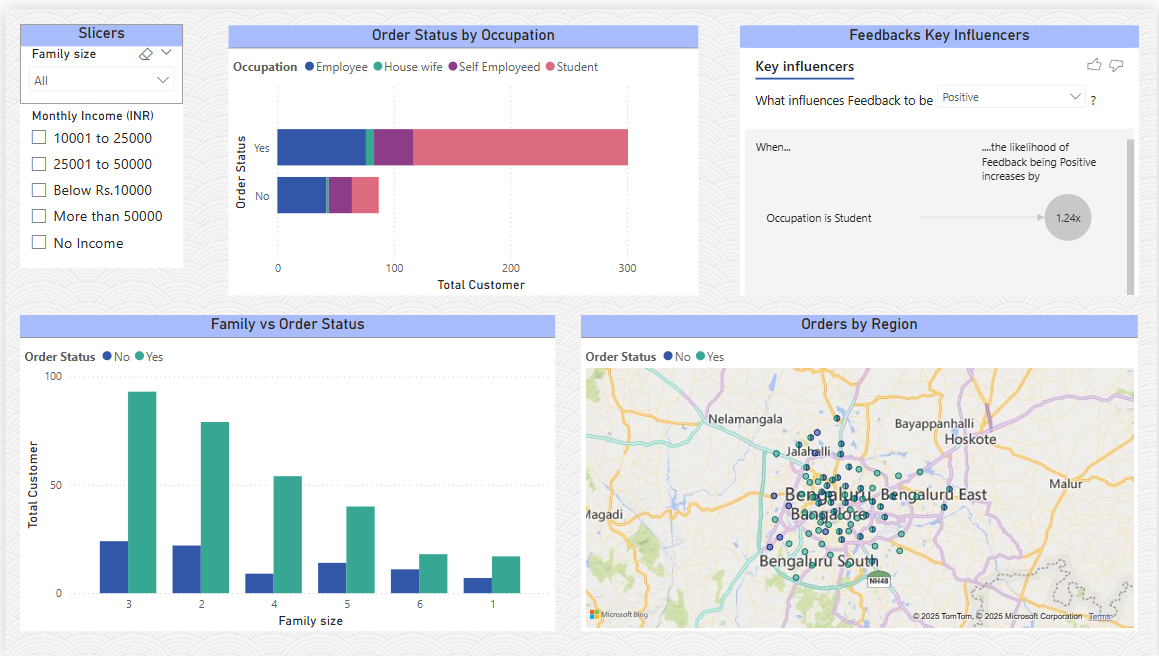 Slicers
Family size
All
Monthly Income (INR)
10001 to 25000
25001 to 50000
Below Rs.10000
More than 50000
No Income
Order Status by Occupation
Occupation Employee House wife Self Employeed Student
Order Status
Yes
No
0 100 200 300
Total Customer
Feedbacks Key Influencers
Key influencers
What influences Feedback to be Positive ?
When...
....the likelihood of
Feedback being Positive
increases by
Occupation is Student
1.24x
Family vs Order Status
Order Status No Yes
Total Customer
100
50
0
3 2 4 5 6 1
Family size
Orders by Region
Order Status No Yes
Nelamangala
Bayappanhalli
Hoskote
Jalahalli
Malur
Bengaluru
Bengaluru East
Bangalore
Magadi
Bengaluru South
NH48
Microsoft Bing
© 2025 TomTom, © 2025 Microsoft Corporation Terms